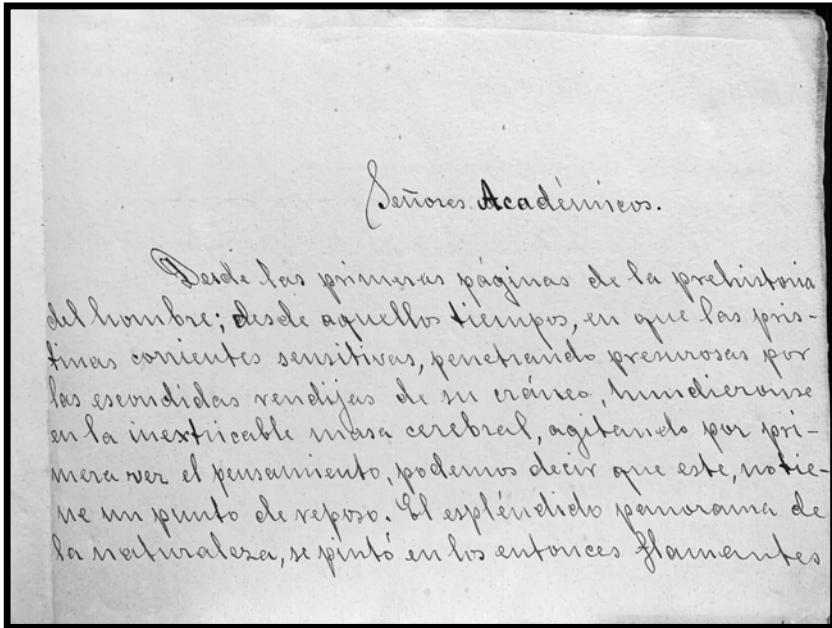 Señores Académicos.
Desde las primeras páginas de la prehistoria
del hombre; desde aquellos tiempos, en que las pris-
tinas corrientes sensitivas, penetrando presurosas por
las escondidas rendijas de su cráneo, hundieronse
en la inextricable masa cerebral, agitando por pri-
mera vez el pensamiento, podemos decir que este, no tie-
ne un punto de reposo. El espléndido panorama de
la naturaleza, se pintó en los entonces flamantes